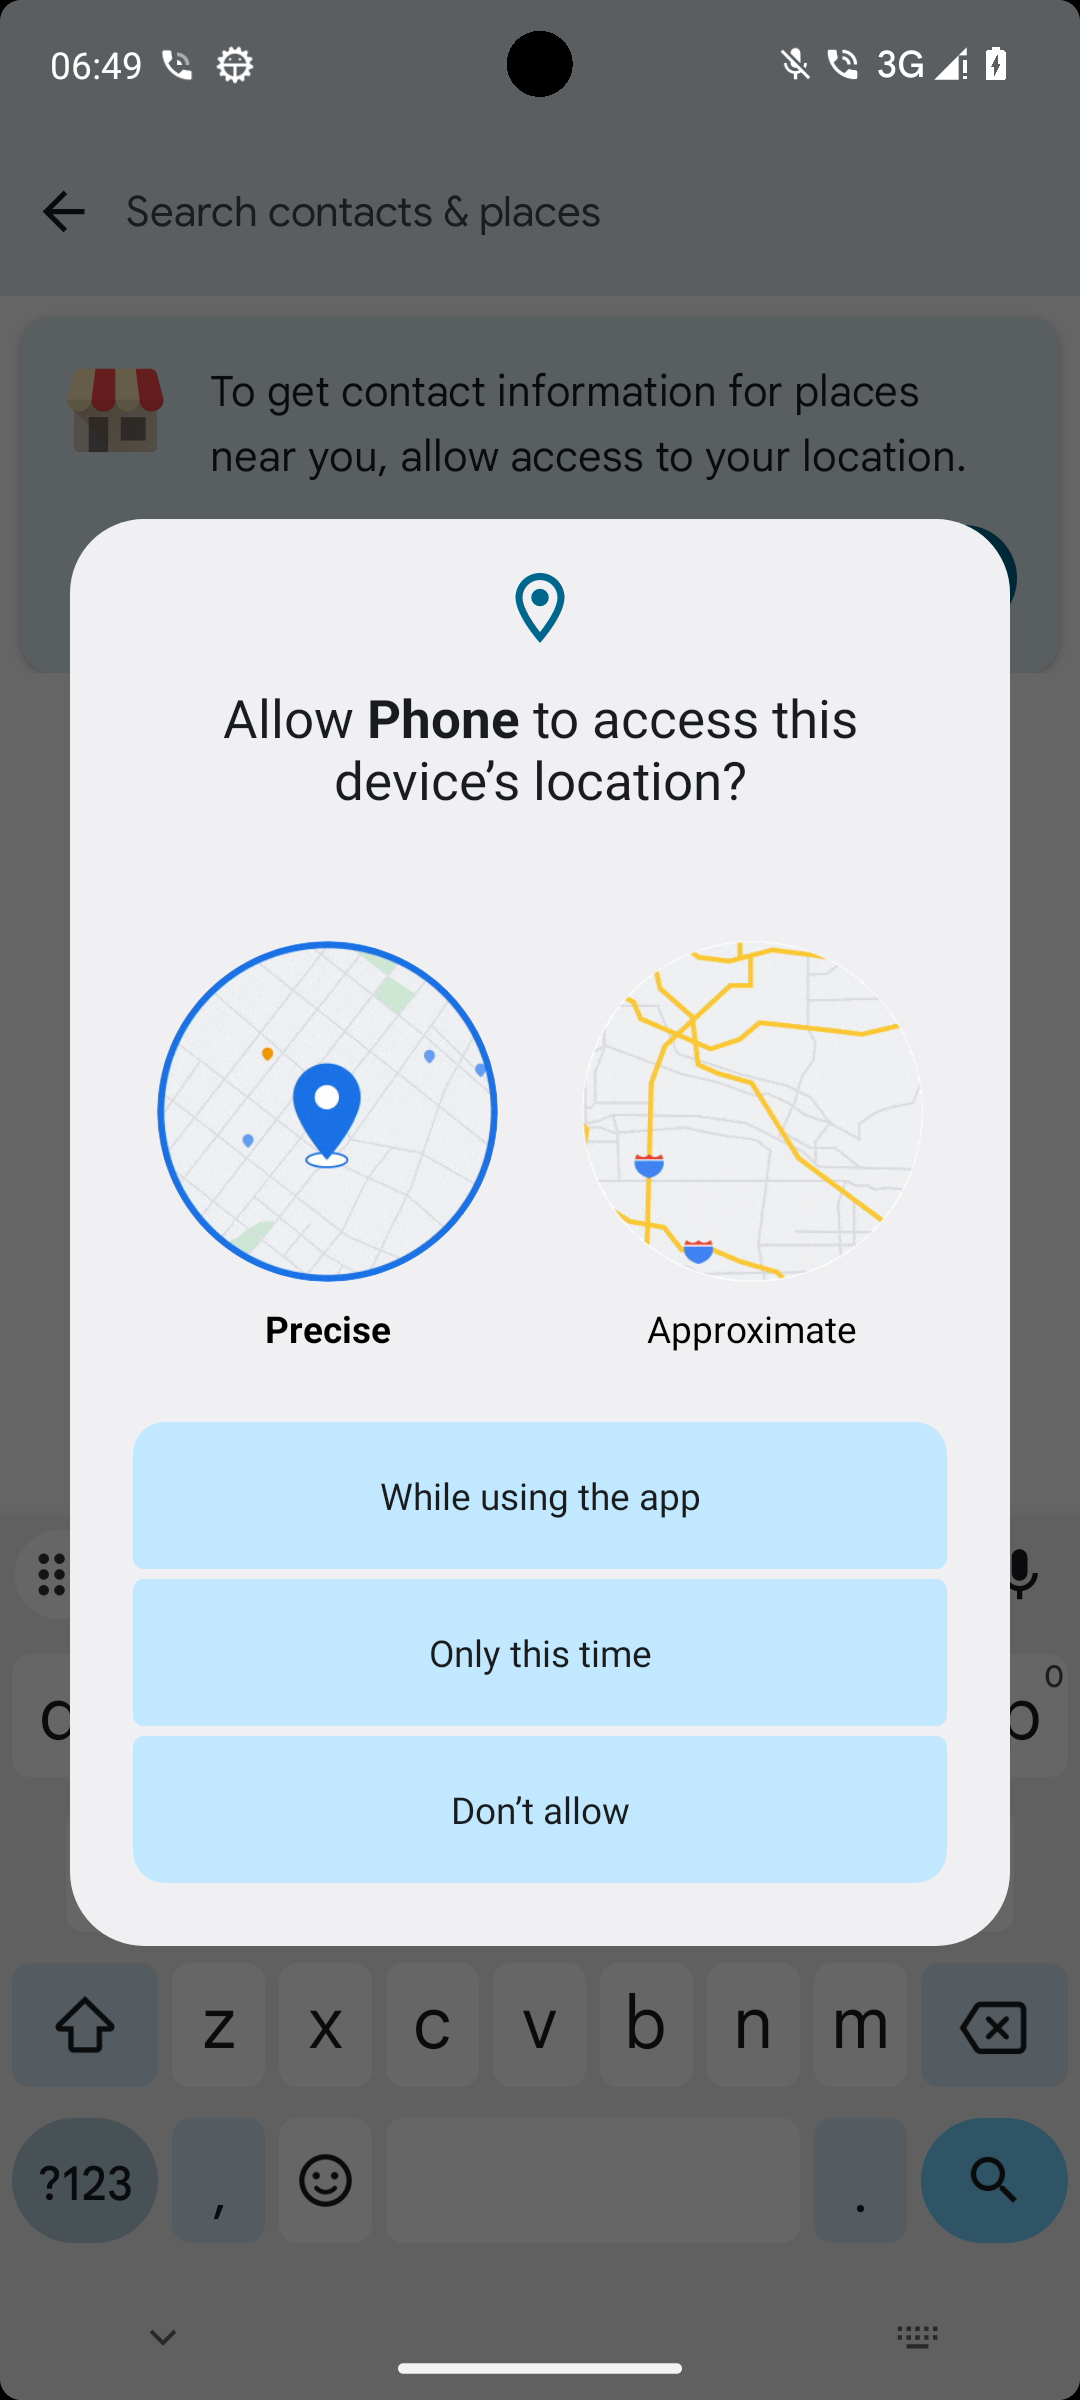 06:49
3G
Search contacts & places
To get contact information for places
near you, allow access to your location.
Allow Phone to access this
device’s location?
Precise
Approximate
While using the app
Only this time
Don’t allow
0
z x c v b n m
?123 , .